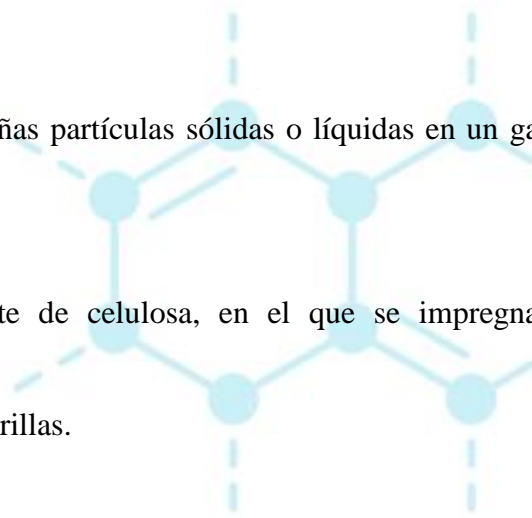 ñas partículas sólidas o líquidas en un ga
te de celulosa, en el que se impregna
rillas.